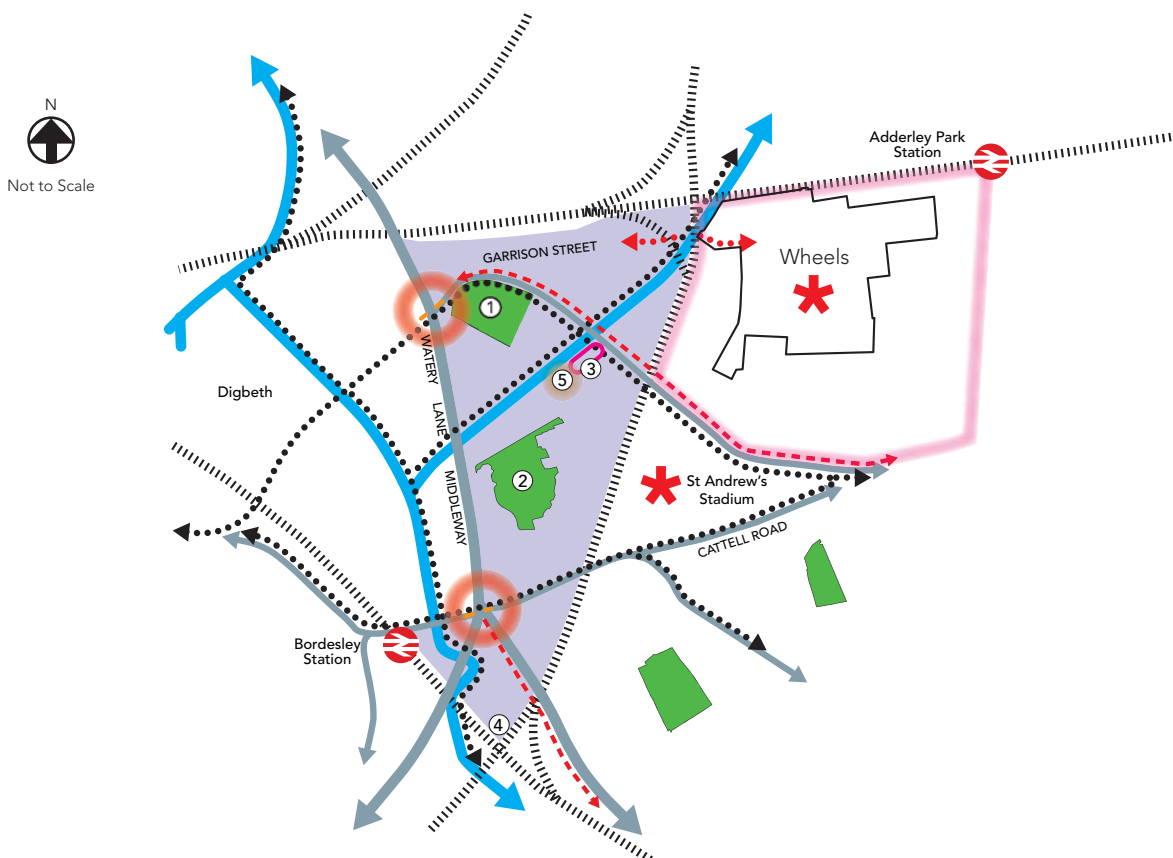 N
Not to Scale
Adderley Park
Station
GARRISON STREET
Wheels
1
WATERY LANE MIDDLEWAY
3
5
Digbeth
2
St Andrew's
Stadium
CATTELL ROAD
Bordesley
Station
4